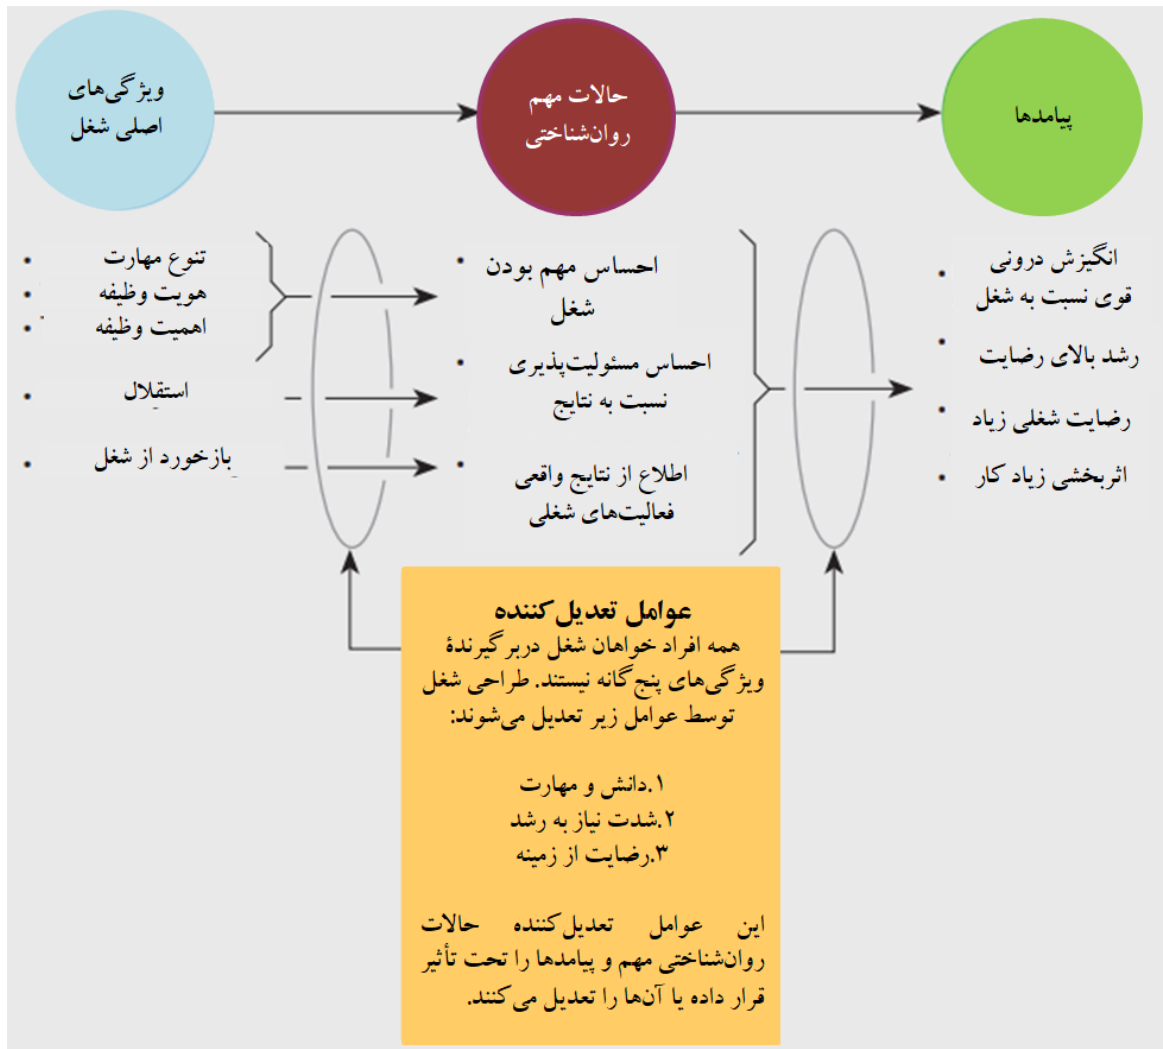 ویژگی‌های
اصلی شغل
حالات مهم
روان‌شناختی
پیامدها
• تنوع مهارت
• هویت وظیفه
• اهمیت وظیفه
• استقلال
• بازخورد از شغل
• احساس مهم بودن
شغل
• احساس مسئولیت‌پذیری
نسبت به نتایج
• اطلاع از نتایج واقعی
فعالیت‌های شغلی
• انگیزش درونی
قوی نسبت به شغل
• رشد بالای رضایت
• رضایت شغلی زیاد
• اثربخشی زیاد کار
عوامل تعدیل‌کننده
همه افراد خواهان شغل دربرگیرندهٔ
ویژگی‌های پنج‌گانه نیستند. طراحی شغل
توسط عوامل زیر تعدیل می‌شوند:
۱.دانش و مهارت
۲.شدت نیاز به رشد
۳.رضایت از زمینه
این عوامل تعدیل‌کننده حالات
روان‌شناختی مهم و پیامدها را تحت تأثیر
قرار داده یا آن‌ها را تعدیل می‌کنند.